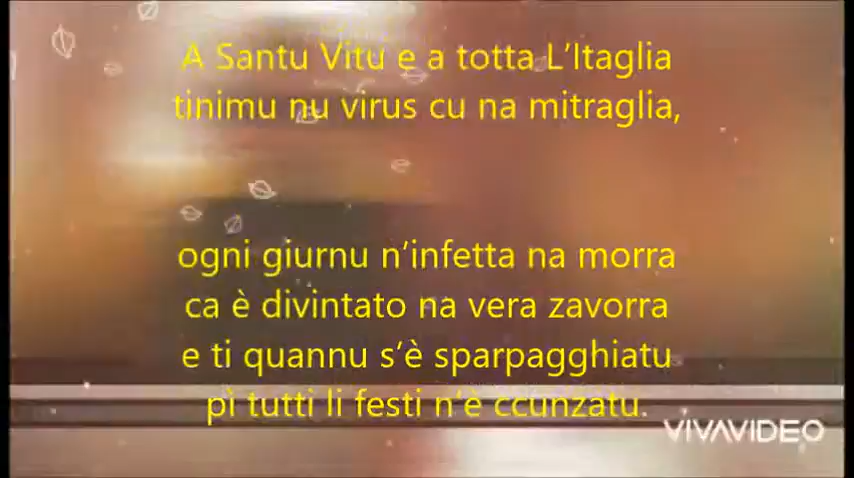 A Santu Vitu e a totta L’Itaglia
tinimu nu virus cu na mitraglia,
ogni giurnu n’infetta na morra
ca è divintato na vera zavorra
e ti quannu s’è sparpagghiatu
pì tutti li festi n’è ccunzatu.
VIVAVIDEO